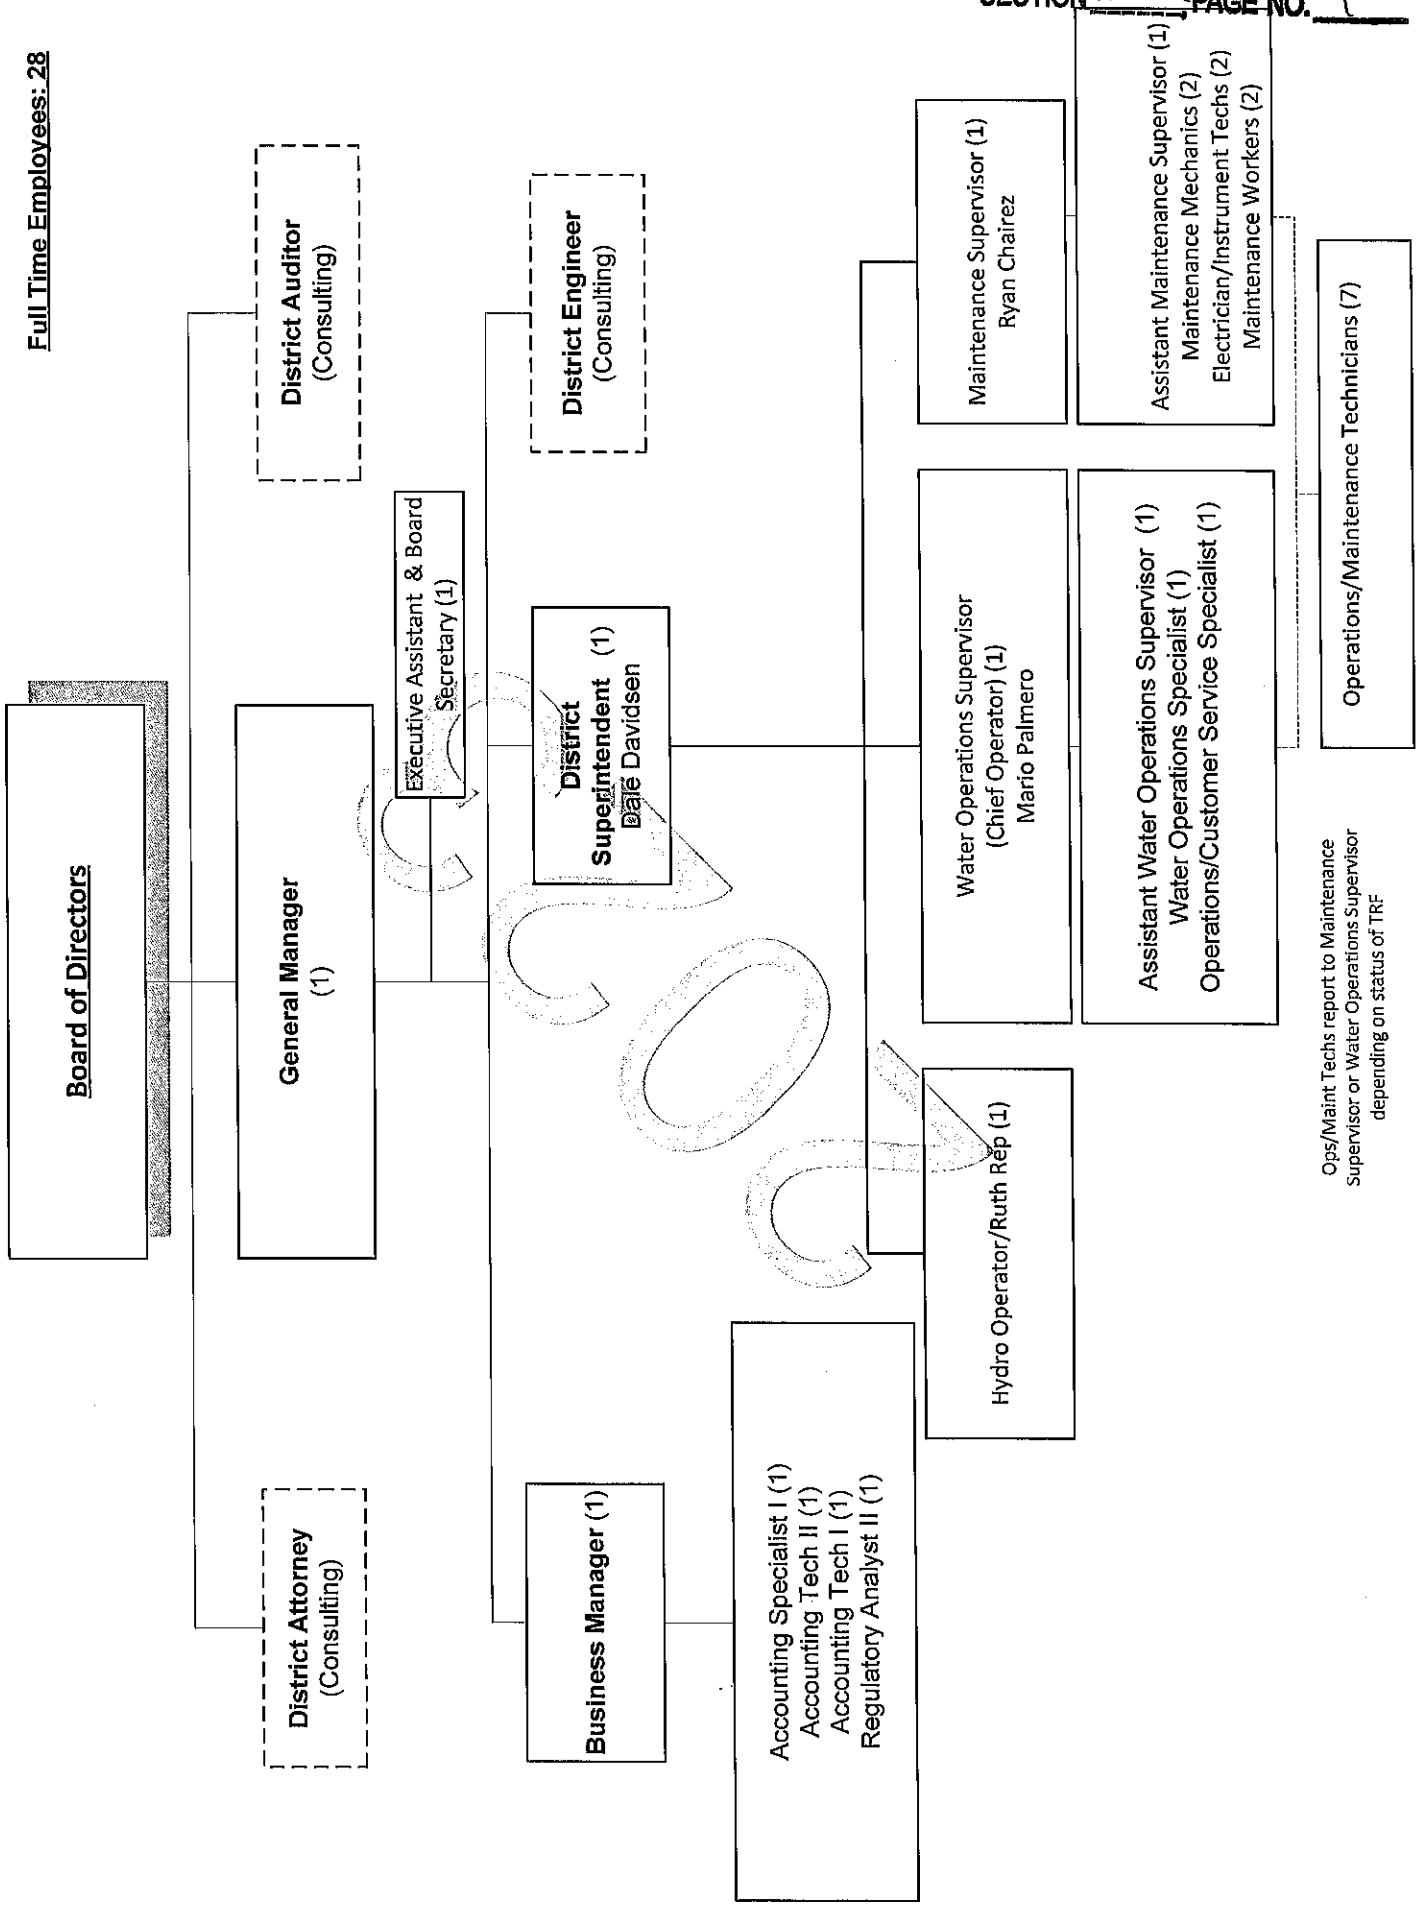 SECTION PAGE NO.
Full Time Employees: 28
Board of Directors
District Attorney
(Consulting)
General Manager
(1)
District Auditor
(Consulting)
Executive Assistant & Board
Secretary (1)
Business Manager (1)
District
Superintendent (1)
Dale Davidsen
District Engineer
(Consulting)
Accounting Specialist I (1)
Accounting Tech II (1)
Accounting Tech I (1)
Regulatory Analyst II (1)
Hydro Operator/Ruth Rep (1)
Water Operations Supervisor
(Chief Operator) (1)
Mario Palmero
Maintenance Supervisor (1)
Ryan Chairez
Assistant Water Operations Supervisor (1)
Water Operations Specialist (1)
Operations/Customer Service Specialist (1)
Assistant Maintenance Supervisor (1)
Maintenance Mechanics (2)
Electrician/Instrument Techs (2)
Maintenance Workers (2)
Ops/Maint Techs report to Maintenance
Supervisor or Water Operations Supervisor
depending on status of TRF
Operations/Maintenance Technicians (7)